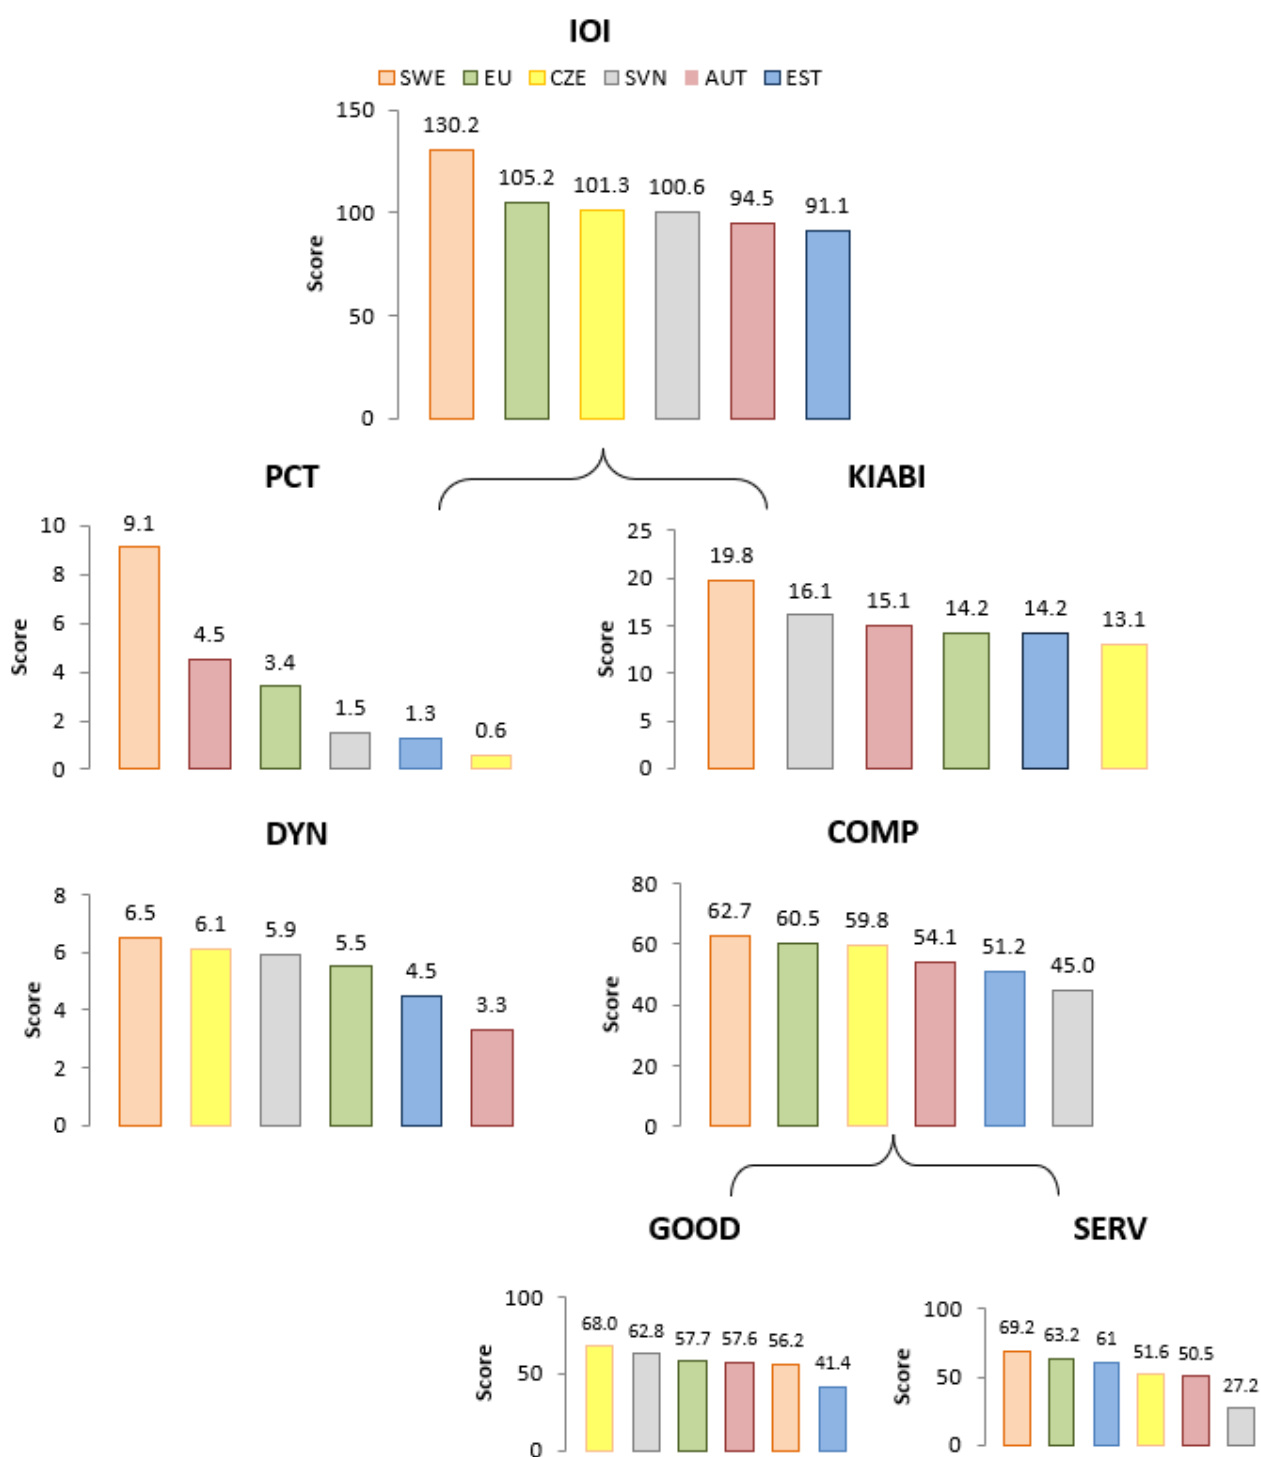 IOI
SWE EU CZE SVN AUT EST
150
100
50
0
Score
130.2 105.2 101.3 100.6 94.5 91.1
PCT
10
8
6
4
2
0
Score
9.1 4.5 3.4 1.5 1.3 0.6
KIABI
25
20
15
10
5
0
Score
19.8 16.1 15.1 14.2 14.2 13.1
DYN
8
6
4
2
0
Score
6.5 6.1 5.9 5.5 4.5 3.3
COMP
80
60
40
20
0
Score
62.7 60.5 59.8 54.1 51.2 45.0
GOOD
100
50
0
Score
68.0 62.8 57.7 57.6 56.2 41.4
SERV
100
50
0
Score
69.2 63.2 61 51.6 50.5 27.2